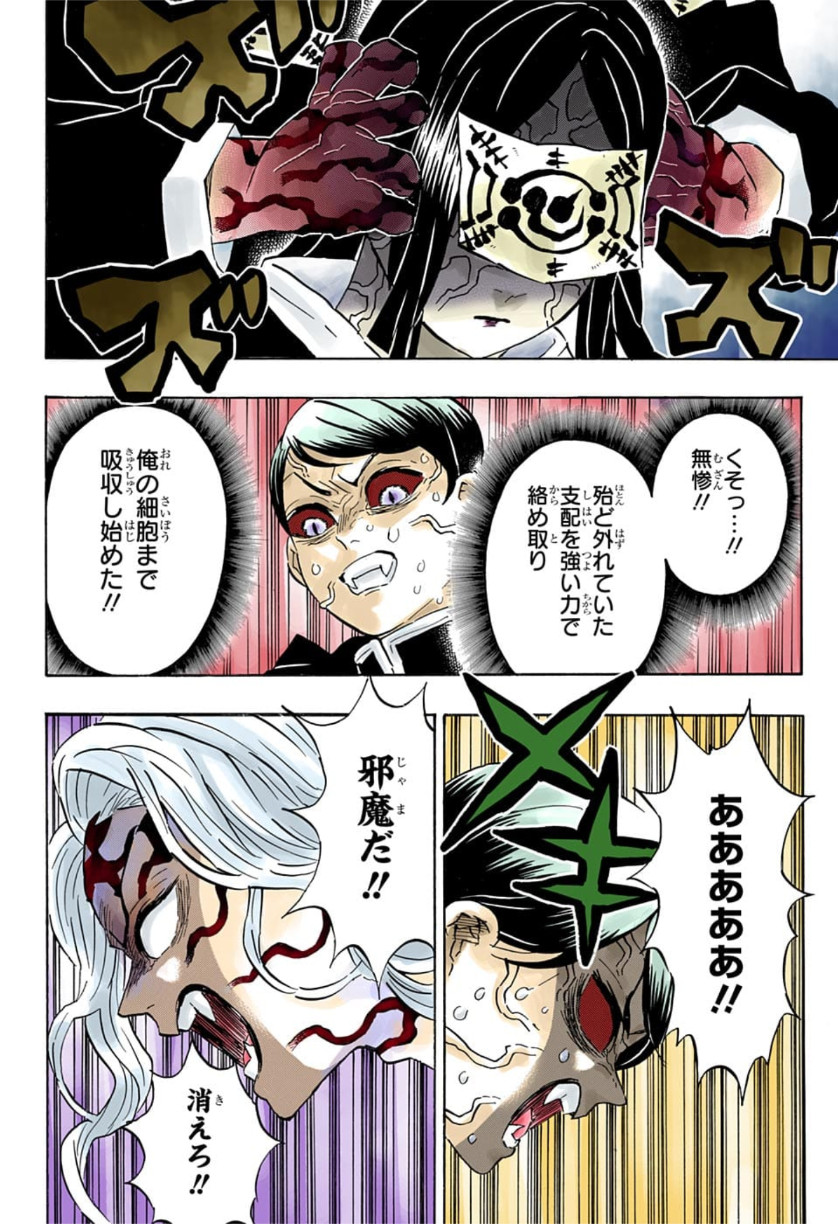 ズ
ズ
ズ
くそっ…!!
無惨!!
殆ど外れていた
支配を強い力で
絡め取り
俺の細胞まで
吸収し始めた!!
メキ
ああああああ!!
邪魔だ!!
消えろ!!